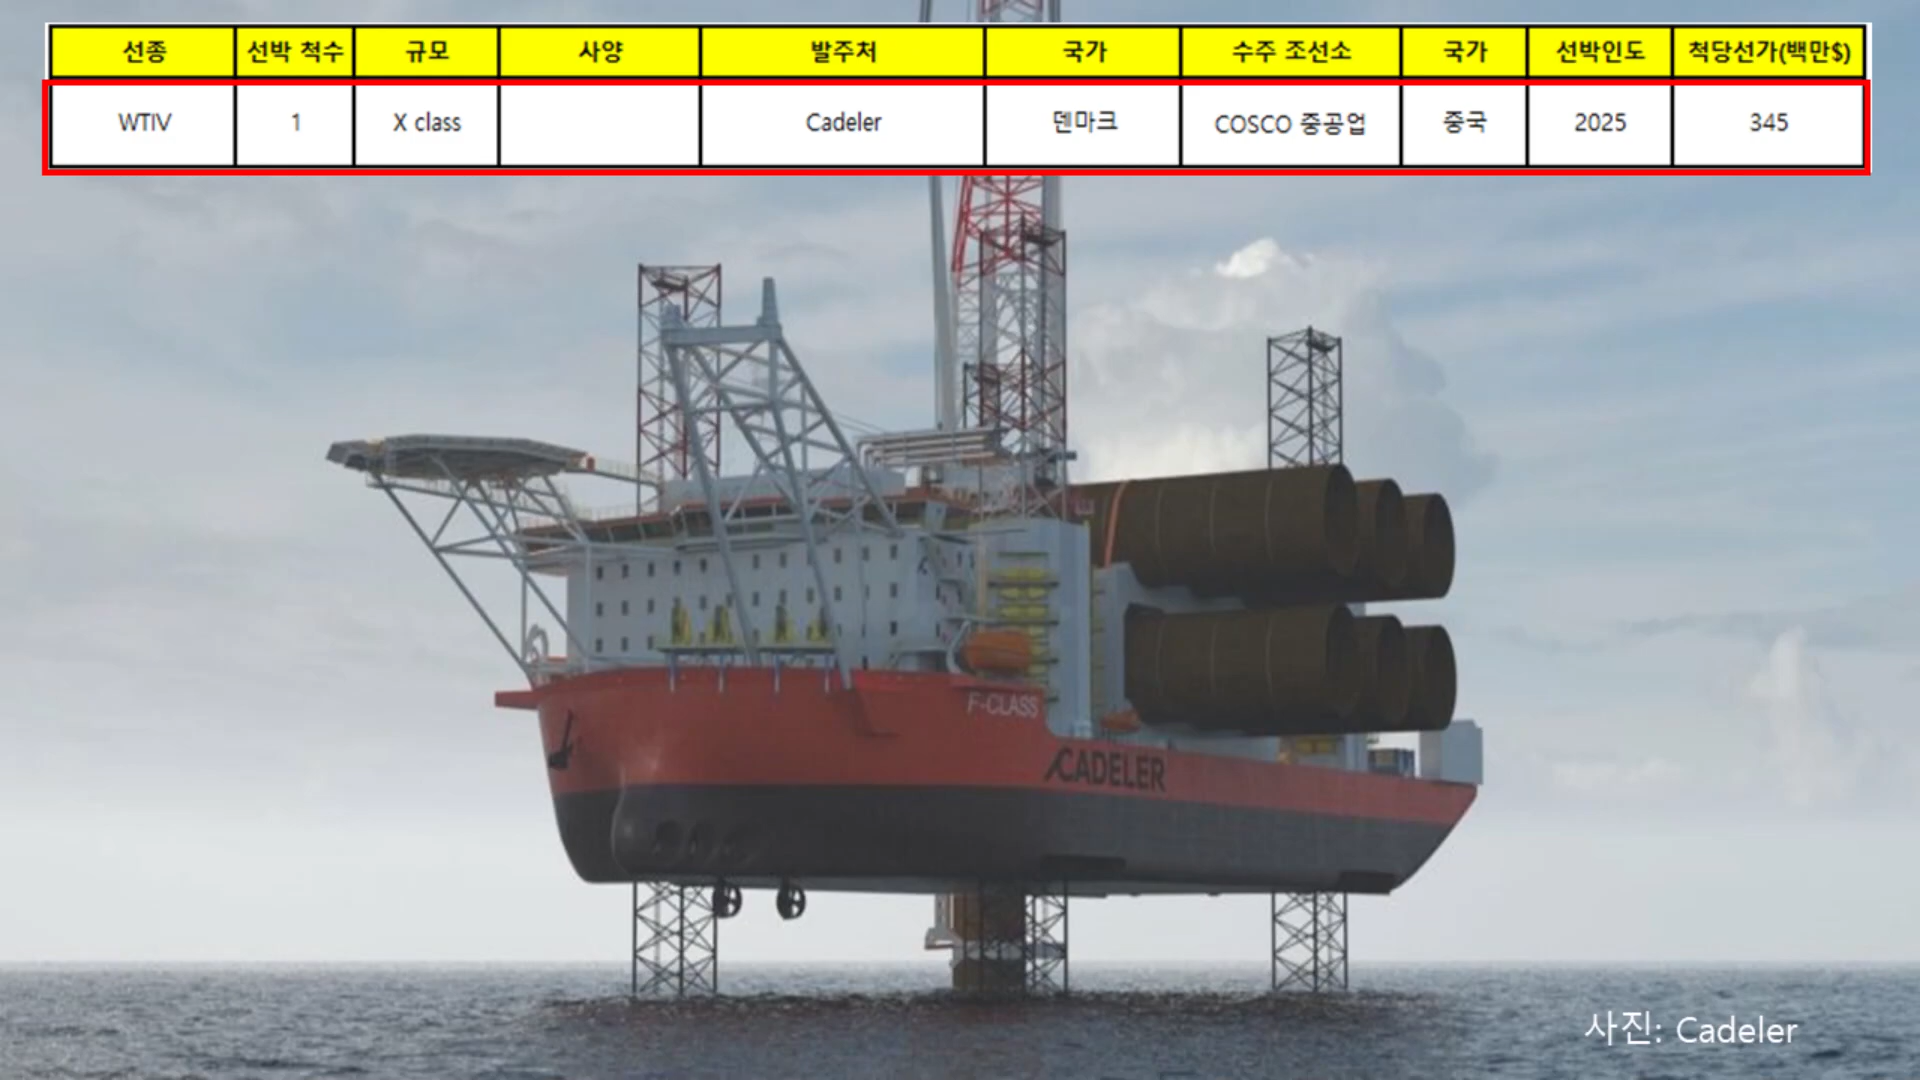 선종 선박 척수 규모 사양 발주처 국가 수주 조선소 국가 선박인도 척당선가(백만$)
WTIV 1 X class Cadeler 덴마크 COSCO 중공업 중국 2025 345
F-CLASS
CADELER
사진: Cadeler